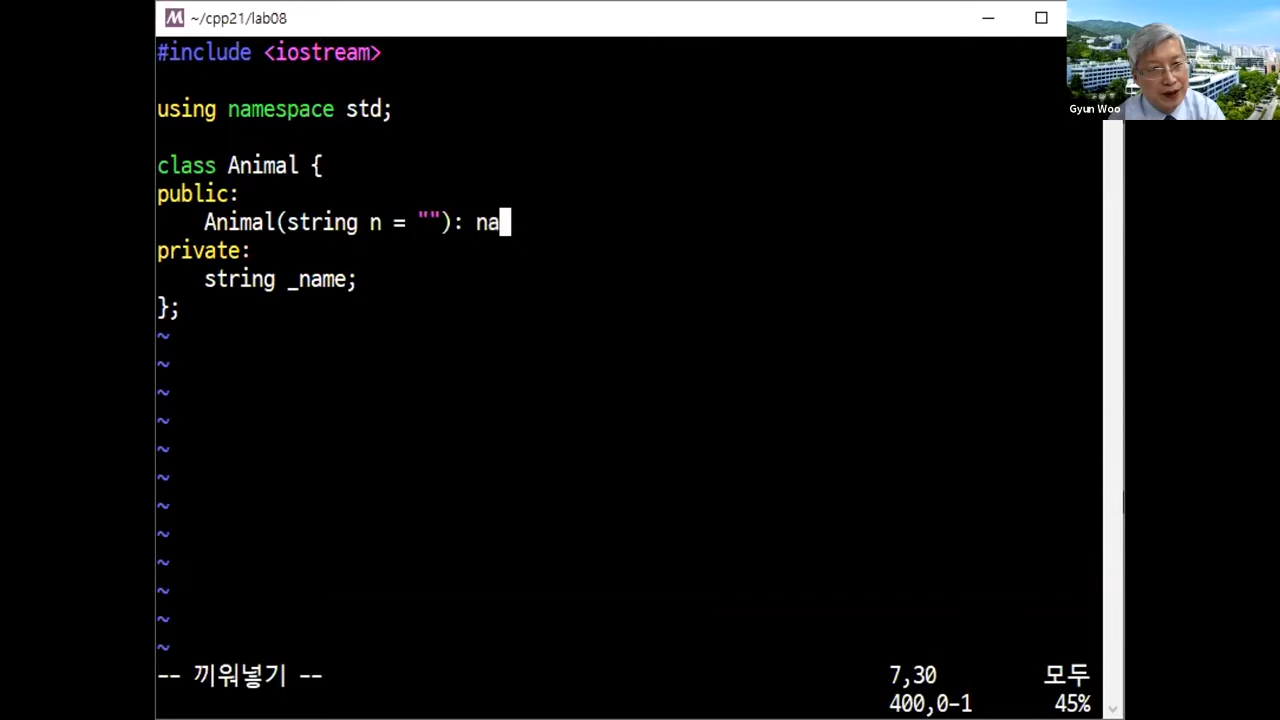 ~/cpp21/lab08
Gyun Woo
#include <iostream>
using namespace std;
class Animal {
public:
Animal(string n = ""): na
private:
string _name;
};
~
~
~
~
~
~
~
~
~
~
~
~
-- 끼워넣기 --
7,30
모두
400,0-1
45%